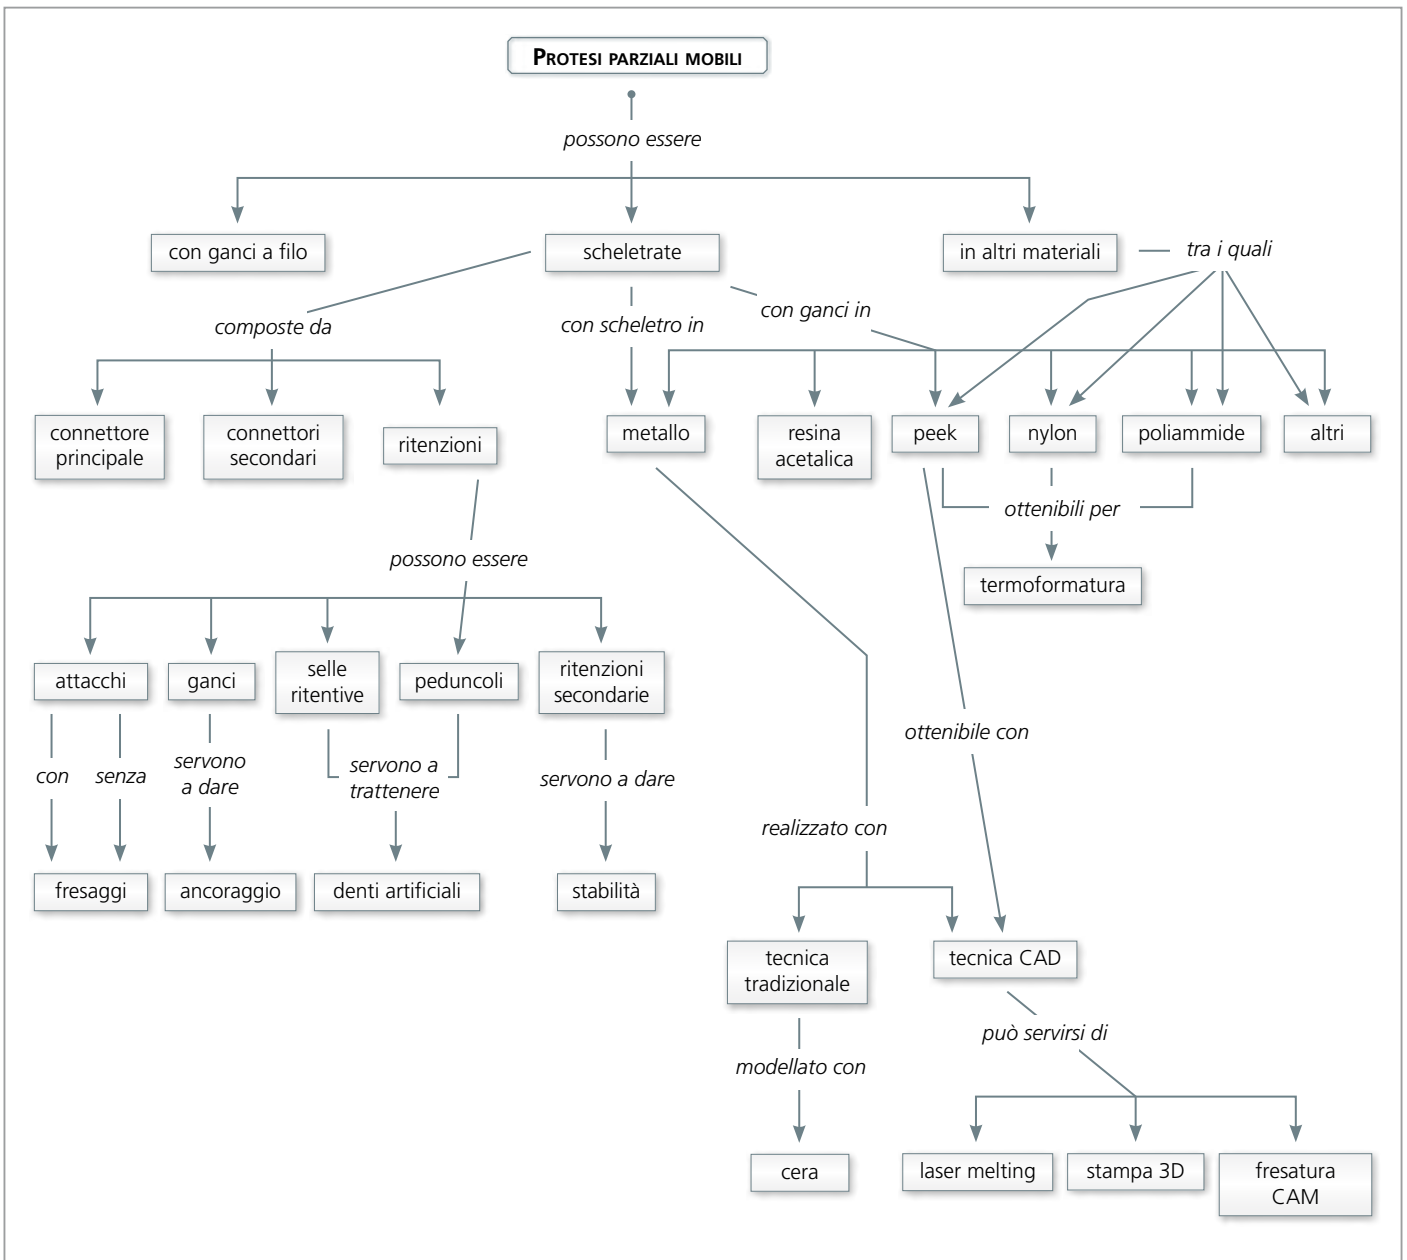 PROTESI PARZIALI MOBILI
possono essere
con ganci a filo
scheletrate
in altri materiali
tra i quali
composte da
con scheletro in
con ganci in
connettore
principale
connettori
secondari
ritenzioni
metallo
resina
acetalica
peek
nylon
poliammide
altri
ottenibili per
termoformatura
possono essere
attacchi
ganci
selle
ritentive
peduncoli
ritenzioni
secondarie
con
senza
servono
a dare
servono a
trattenere
servono a dare
ottenibile con
realizzato con
fresaggi
ancoraggio
denti artificiali
stabilità
tecnica
tradizionale
tecnica CAD
modellato con
può servirsi di
cera
laser melting
stampa 3D
fresatura
CAM